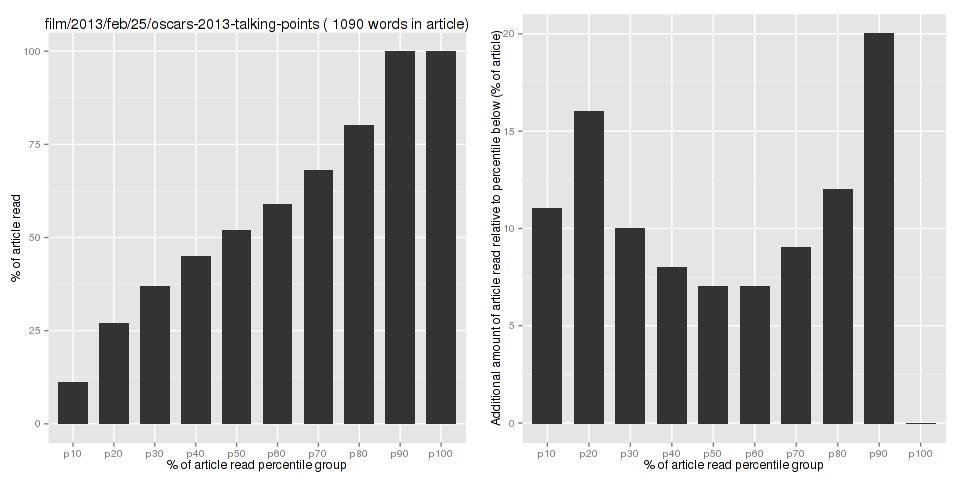 film/2013/feb/25/oscars-2013-talking-points ( 1090 words in article)
% of article read
100
75
50
25
0
p10 p20 p30 p40 p50 p60 p70 p80 p90 p100
% of article read percentile group
Additional amount of article read relative to percentile below (% of article)
20
15
10
5
0
p10 p20 p30 p40 p50 p60 p70 p80 p90 p100
% of article read percentile group